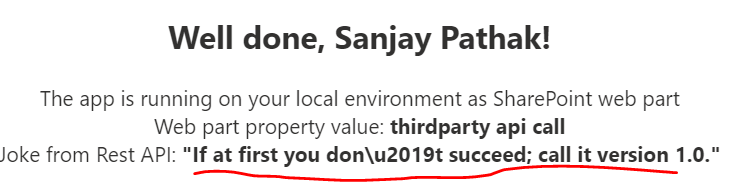 Well done, Sanjay Pathak!
The app is running on your local environment as SharePoint web part
Web part property value: thirdparty api call
Joke from Rest API: "If at first you don\u2019t succeed; call it version 1.0."